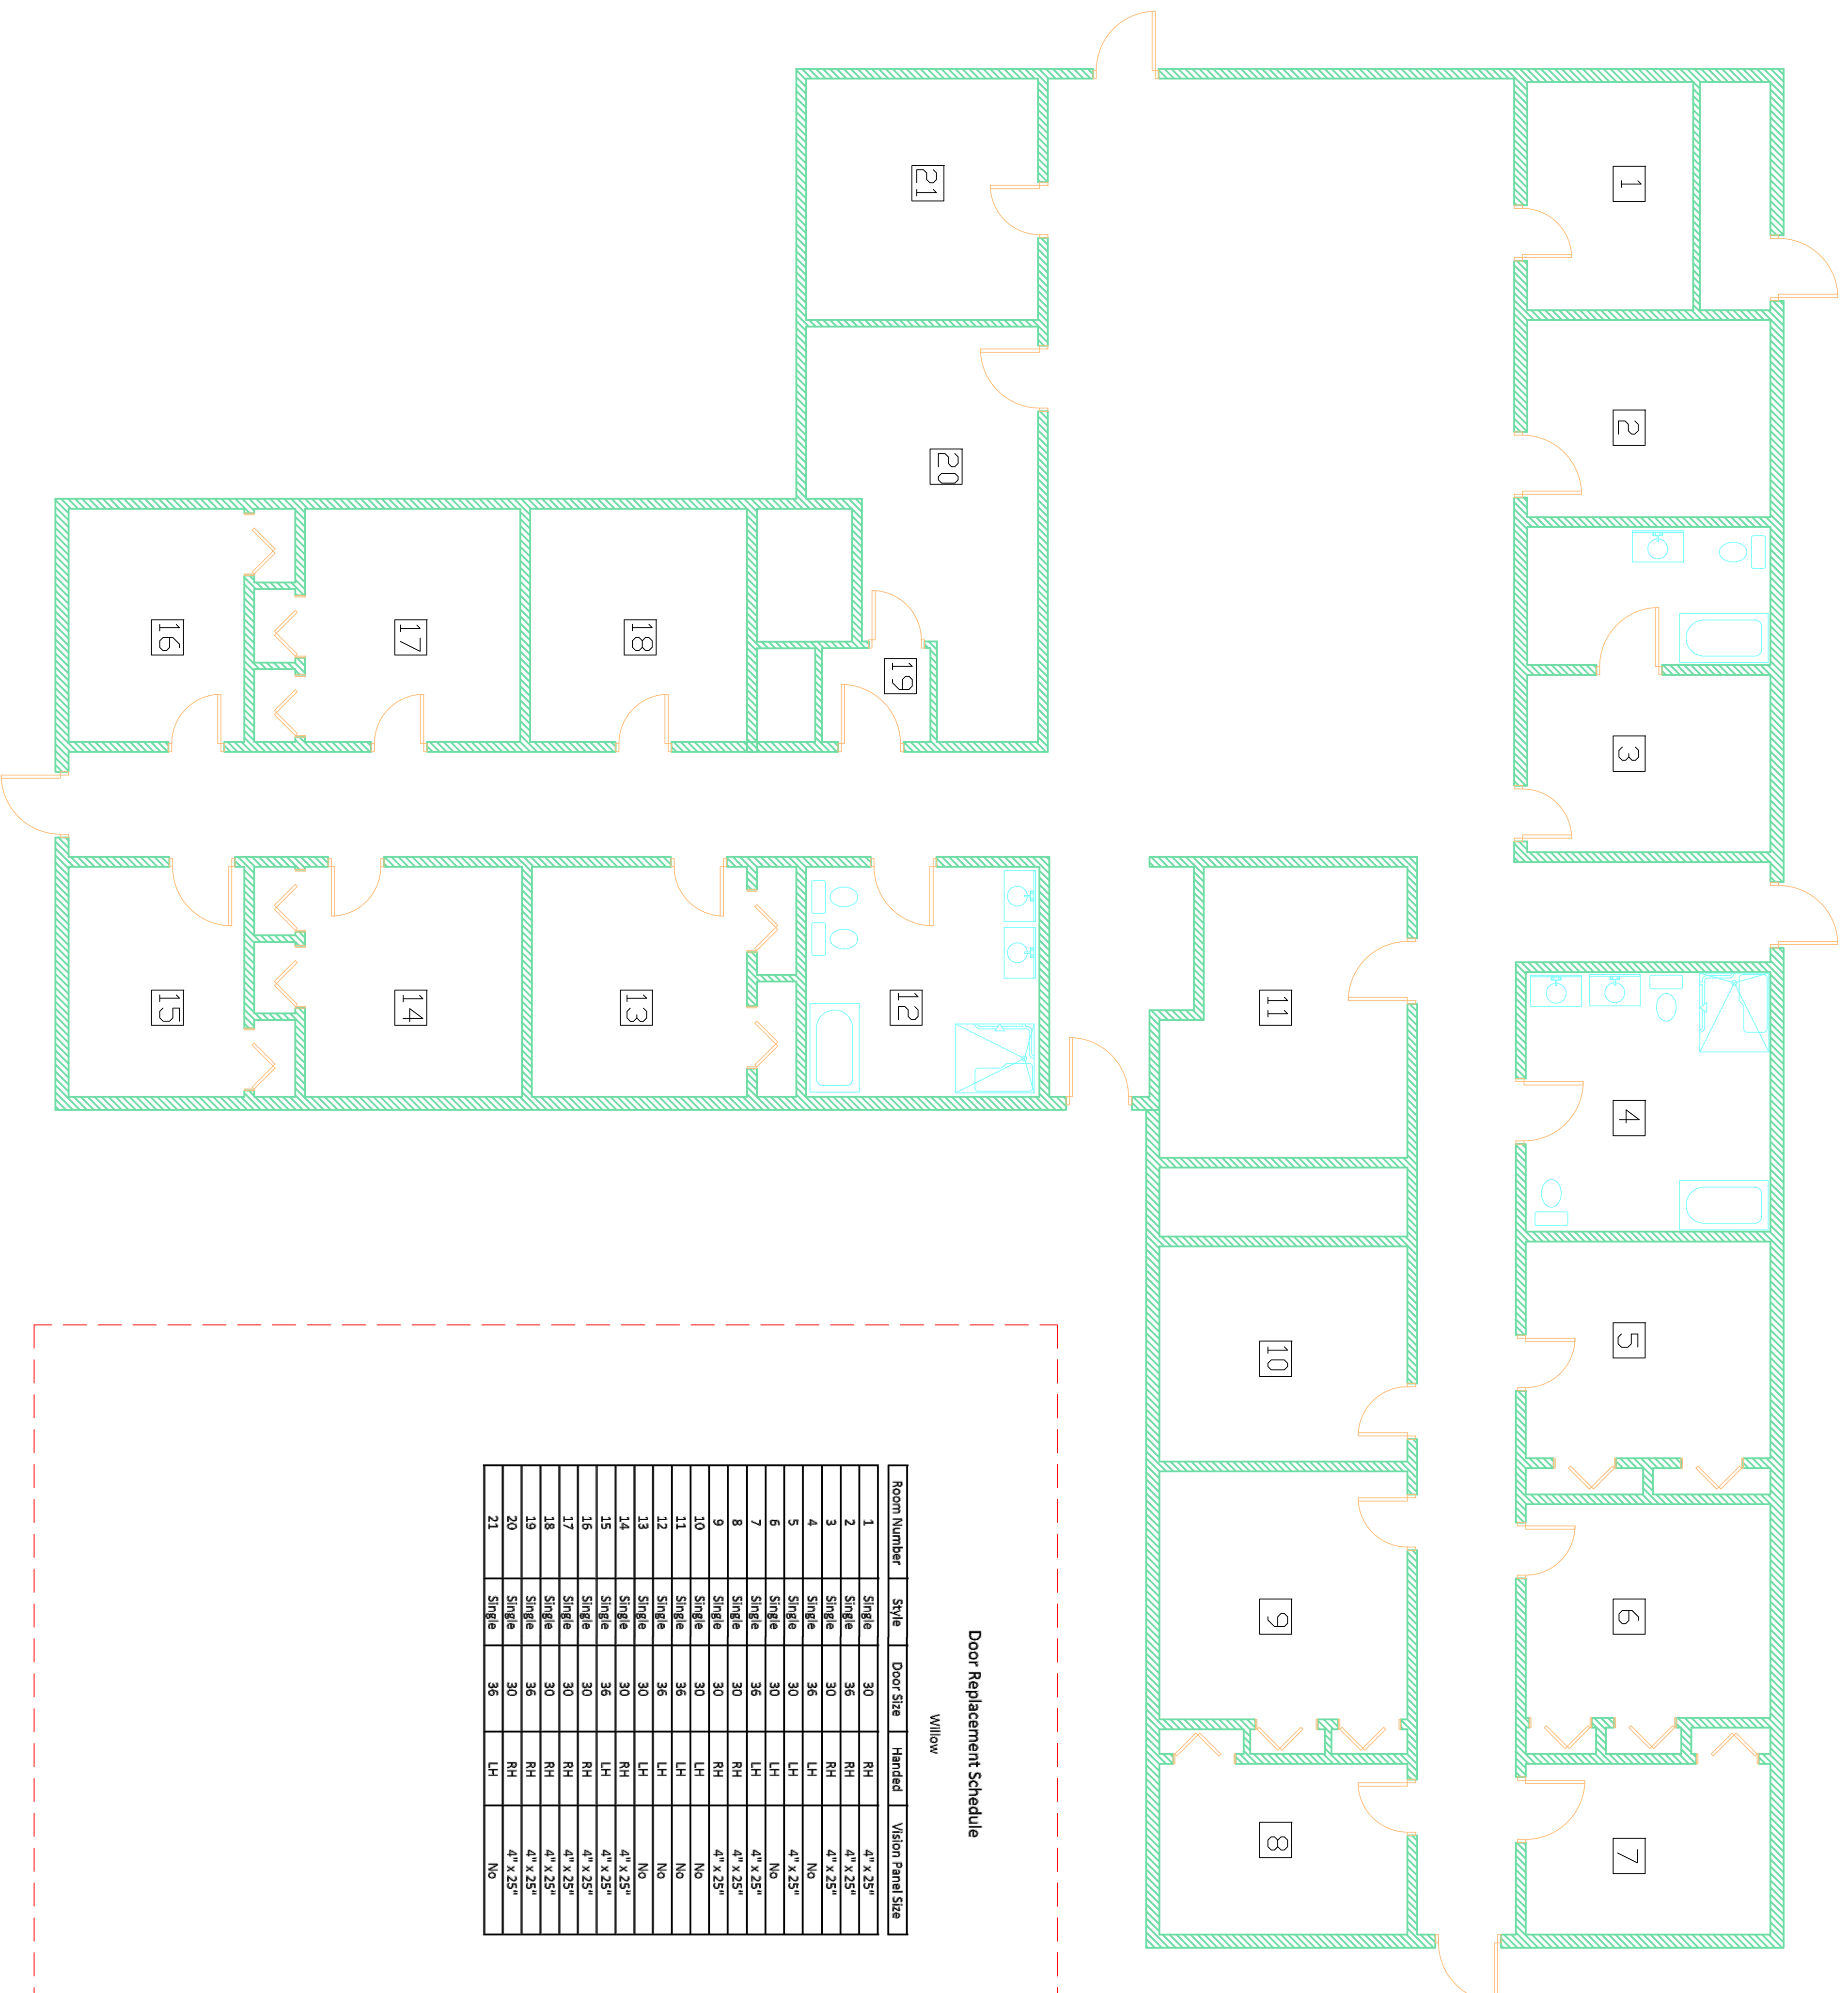 1
2
3
4
5
6
7
11
10
9
8
21
20
19
12
18
13
17
14
16
15
Door Replacement Schedule
Willow
Room Number Style Door Size Handed Vision Panel Size
1 Single 30 RH 4" x 25"
2 Single 36 RH 4" x 25"
3 Single 30 RH 4" x 25"
4 Single 36 LH No
5 Single 30 LH 4" x 25"
6 Single 30 LH No
7 Single 36 LH 4" x 25"
8 Single 30 RH 4" x 25"
9 Single 30 RH 4" x 25"
10 Single 30 LH No
11 Single 36 LH No
12 Single 36 LH No
13 Single 30 LH No
14 Single 30 RH 4" x 25"
15 Single 36 LH 4" x 25"
16 Single 30 RH 4" x 25"
17 Single 30 RH 4" x 25"
18 Single 30 RH 4" x 25"
19 Single 36 RH 4" x 25"
20 Single 30 RH 4" x 25"
21 Single 36 LH No